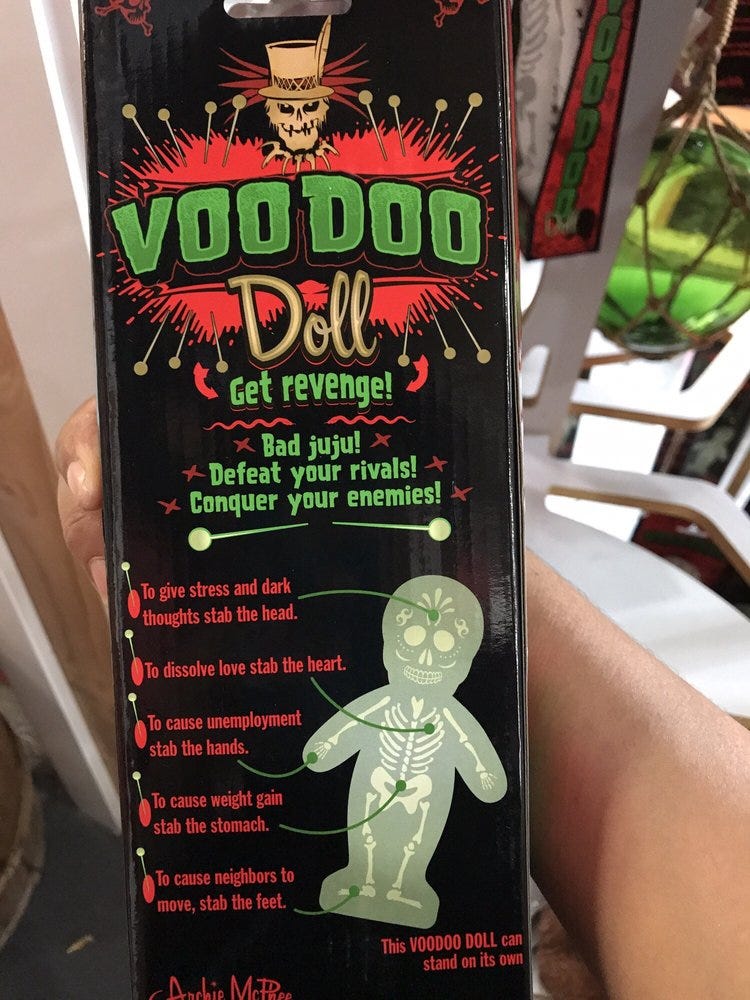 VOODOO
Doll
Get revenge!
Bad juju!
Defeat your rivals!
Conquer your enemies!
To give stress and dark
thoughts stab the head.
To dissolve love stab the heart.
To cause unemployment
stab the hands.
To cause weight gain
stab the stomach.
To cause neighbors to
move, stab the feet.
This VOODOO DOLL can
stand on its own
Archie McPhee